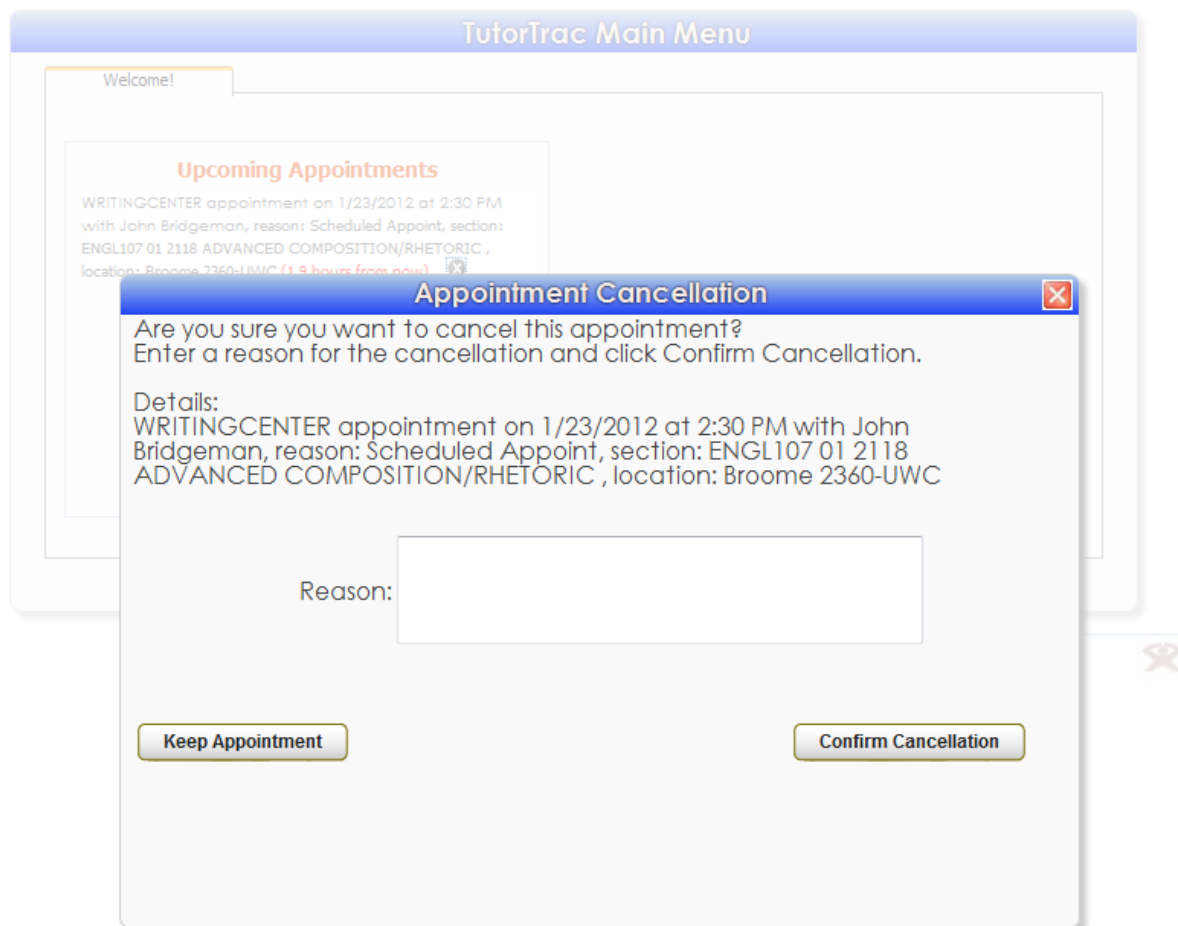 TutorTrac Main Menu
Welcome!
Upcoming Appointments
WRITINGCENTER appointment on 1/23/2012 at 2:30 PM
with John Bridgeman, reason: Scheduled Appoint, section:
ENGL107 01 2118 ADVANCED COMPOSITION/RHETORIC ,
location: Broome 2360-UWC (1.9 hours from now)
Appointment Cancellation
Are you sure you want to cancel this appointment?
Enter a reason for the cancellation and click Confirm Cancellation.
Details:
WRITINGCENTER appointment on 1/23/2012 at 2:30 PM with John
Bridgeman, reason: Scheduled Appoint, section: ENGL107 01 2118
ADVANCED COMPOSITION/RHETORIC , location: Broome 2360-UWC
Reason:
Keep Appointment
Confirm Cancellation